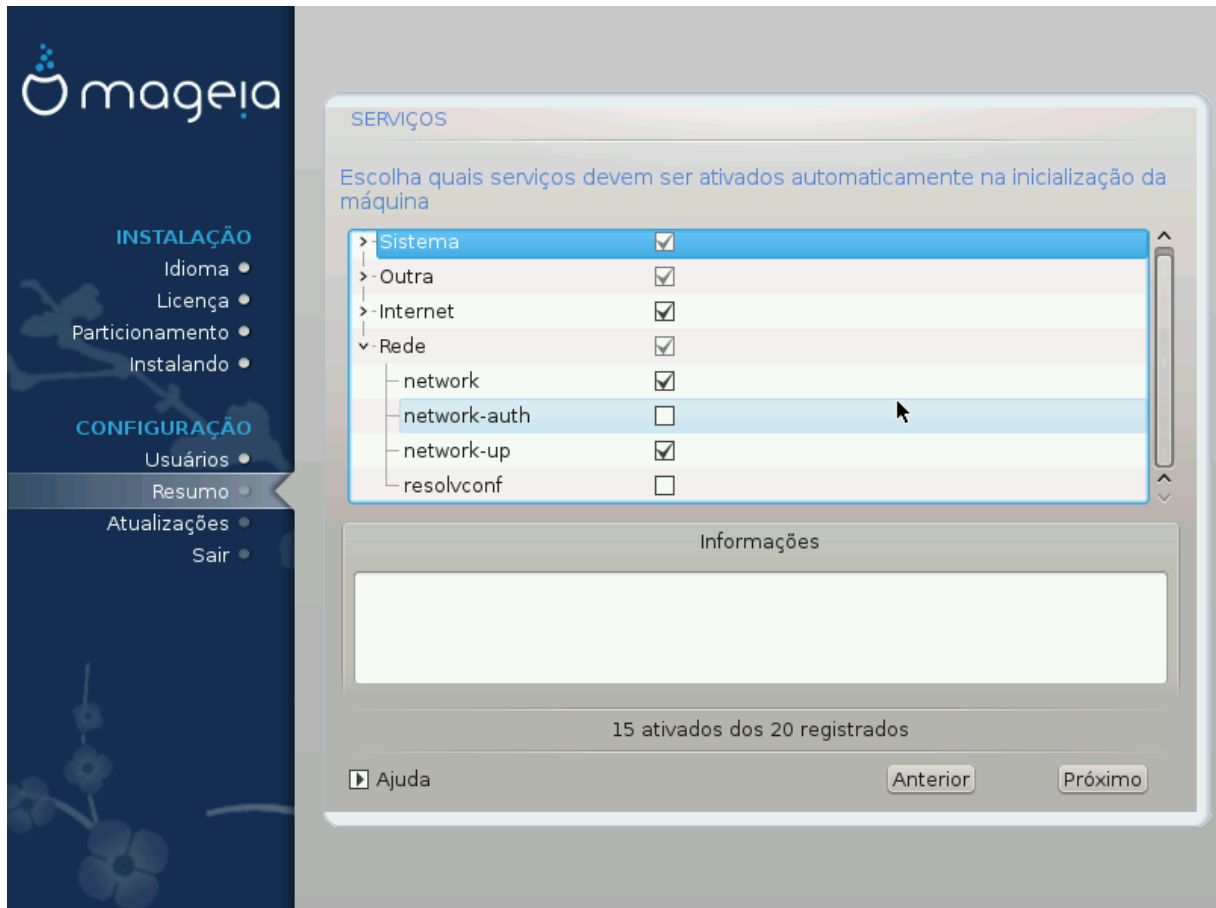 mageia
INSTALAÇÃO
Idioma
Licença
Particionamento
Instalando
CONFIGURAÇÃO
Usuários
Resumo
Atualizações
Sair
SERVIÇOS
Escolha quais serviços devem ser ativados automaticamente na inicialização da
máquina
Sistema
Outra
Internet
Rede
network
network-auth
network-up
resolvconf
Informações
15 ativados dos 20 registrados
Ajuda
Anterior
Próximo